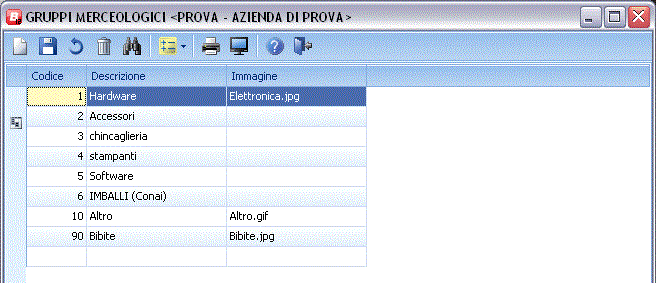 GRUPPI MERCEOLOGICI <PROVA - AZIENDA DI PROVA>
Codice Descrizione Immagine
1 Hardware Elettronica.jpg
2 Accessori
3 chincaglieria
4 stampanti
5 Software
6 IMBALLI (Conai)
10 Altro Altro.gif
90 Bibite Bibite.jpg